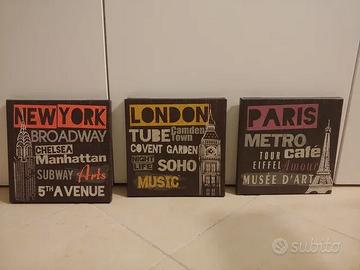 NEW YORK
BROADWAY
CHELSEA
Manhattan
SUBWAY Arts
5TH AVENUE
LONDON
TUBE Camden Town
COVENT GARDEN
NIGHT LIFE SOHO
MUSIC
PARIS
METRO
TOUR EIFFEL café
Amour
MUSÉE D'ART
subito